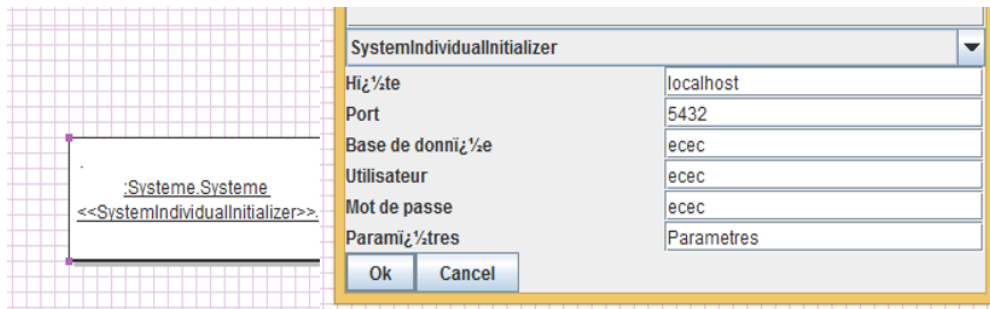 :Systeme.Systeme
<<SystemIndividualInitializer>>.
SystemIndividualInitializer
Hï¿½te localhost
Port 5432
Base de donnï¿½e ecec
Utilisateur ecec
Mot de passe ecec
Paramï¿½tres Parametres
Ok Cancel